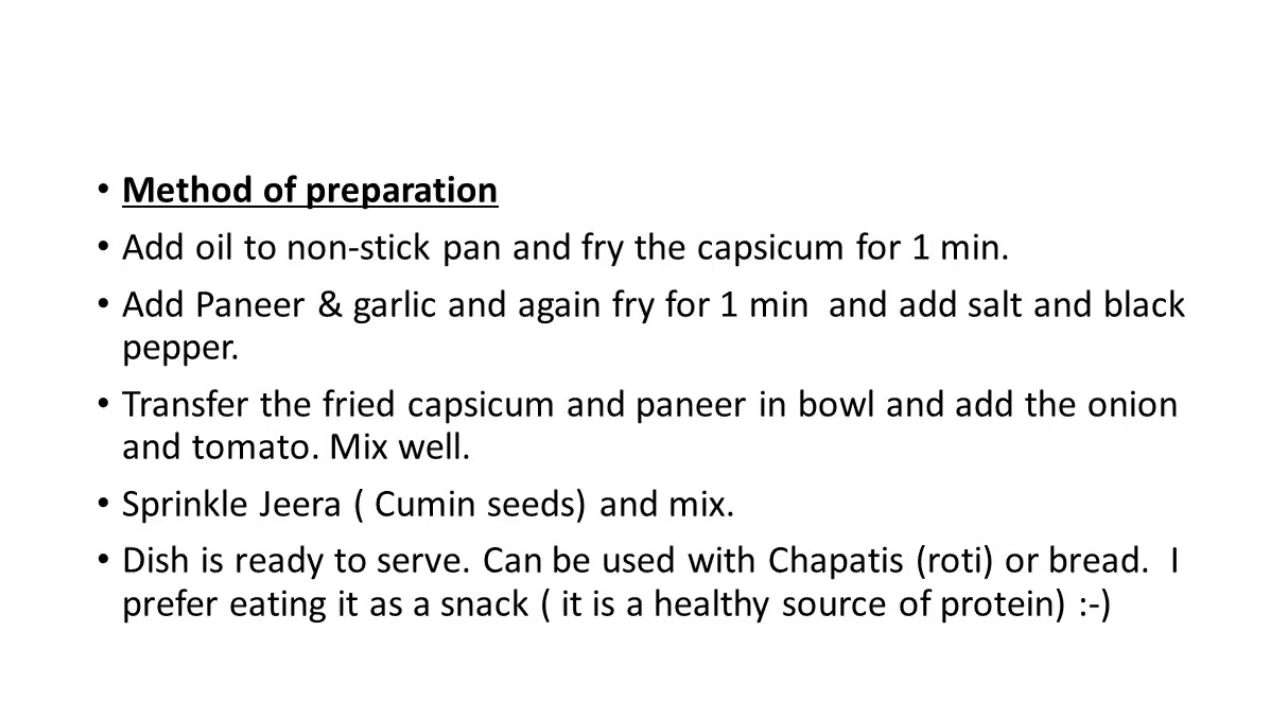 • Method of preparation
• Add oil to non-stick pan and fry the capsicum for 1 min.
• Add Paneer & garlic and again fry for 1 min  and add salt and black
pepper.
• Transfer the fried capsicum and paneer in bowl and add the onion
and tomato. Mix well.
• Sprinkle Jeera ( Cumin seeds) and mix.
• Dish is ready to serve. Can be used with Chapatis (roti) or bread.  I
prefer eating it as a snack ( it is a healthy source of protein) :-)